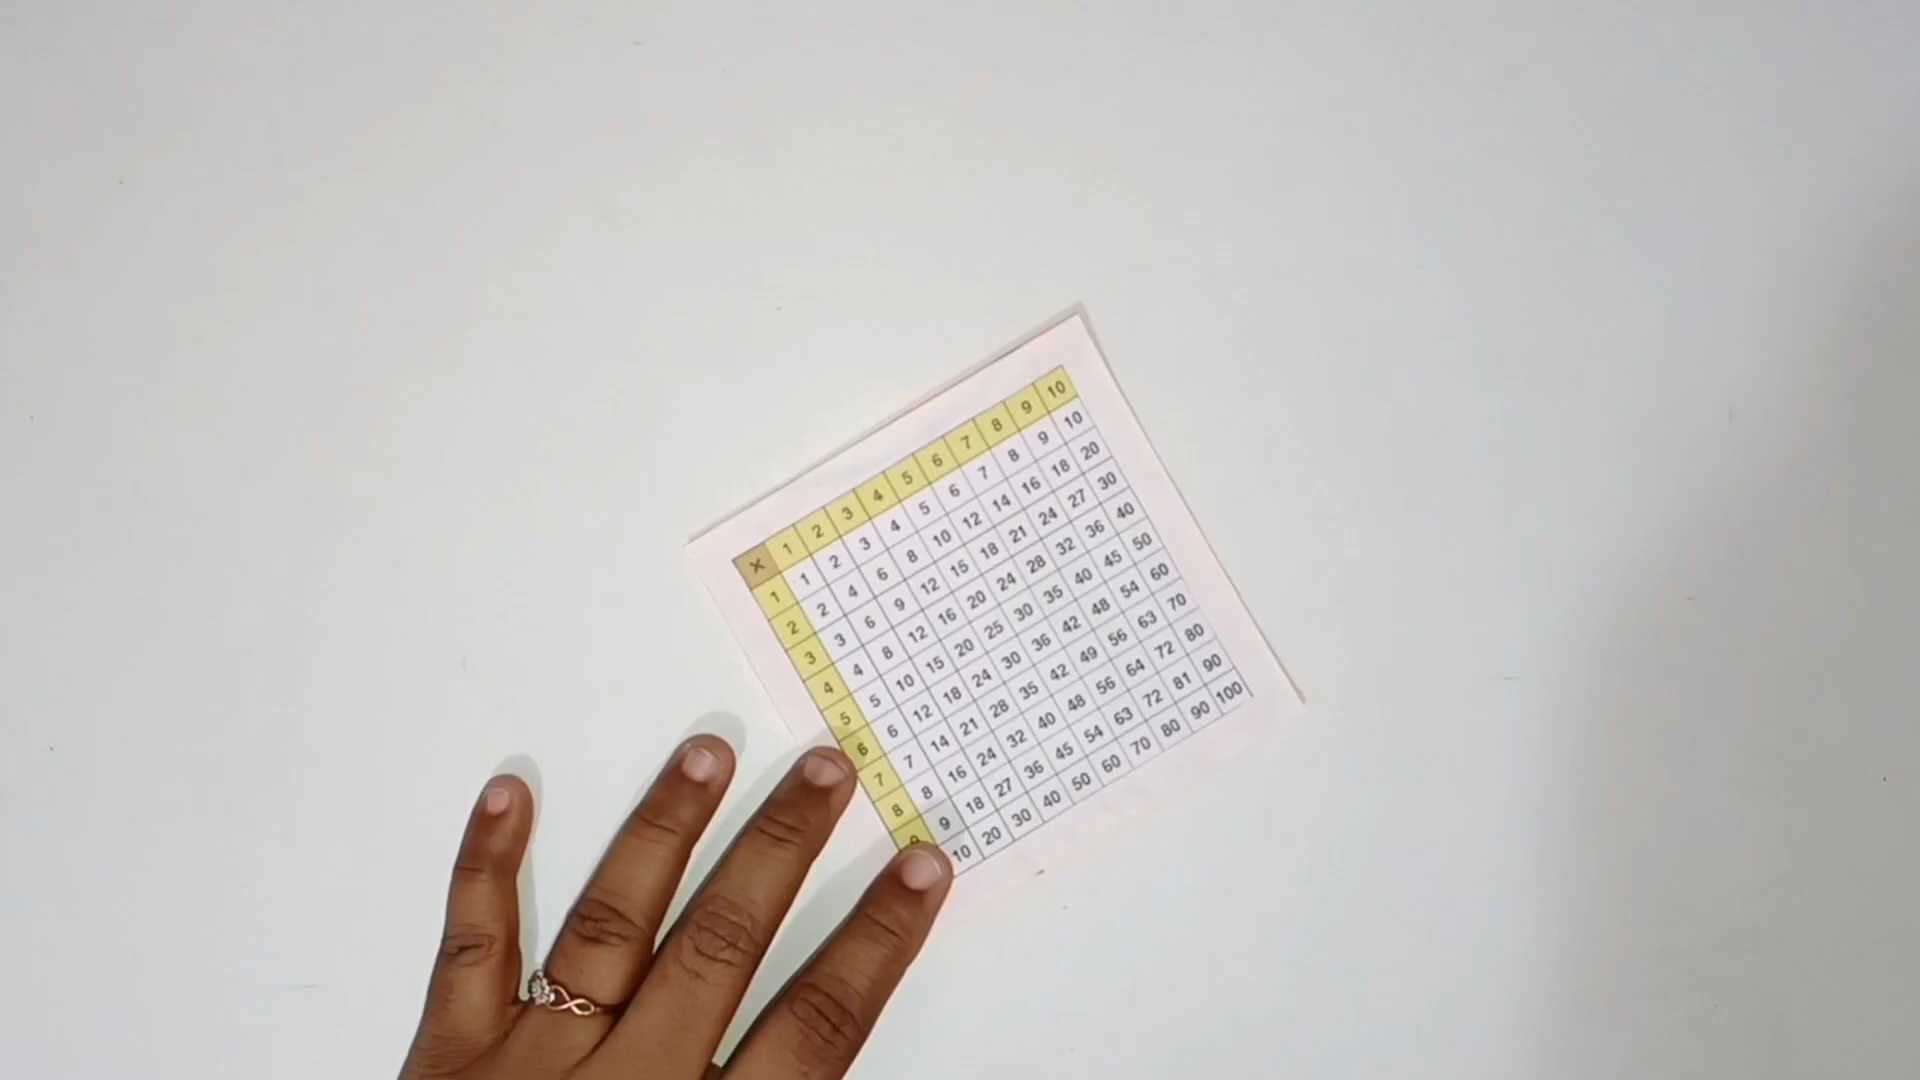 × 1 2 3 4 5 6 7 8 9 10
1 1 2 3 4 5 6 7 8 9 10
2 2 4 6 8 10 12 14 16 18 20
3 3 6 9 12 15 18 21 24 27 30
4 4 8 12 16 20 24 28 32 36 40
5 5 10 15 20 25 30 35 40 45 50
6 6 12 18 24 30 36 42 48 54 60
7 7 14 21 28 35 42 49 56 63 70
8 8 16 24 32 40 48 56 64 72 80
9 9 18 27 36 45 54 63 72 81 90
10 20 30 40 50 60 70 80 90 100